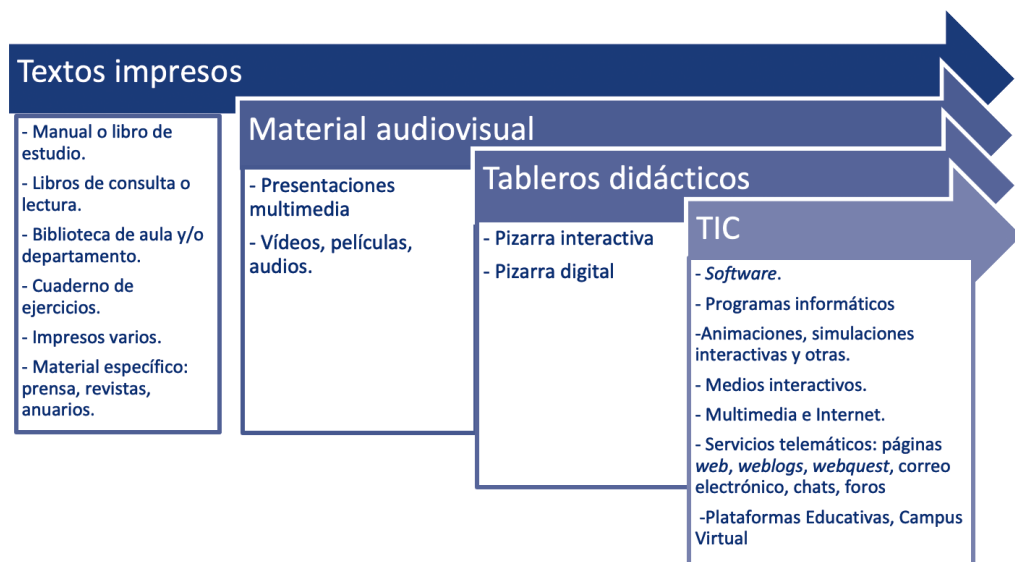 Textos impresos
- Manual o libro de
estudio.
- Libros de consulta o
lectura.
- Biblioteca de aula y/o
departamento.
- Cuaderno de
ejercicios.
- Impresos varios.
- Material específico:
prensa, revistas,
anuarios.
Material audiovisual
- Presentaciones
multimedia
- Vídeos, películas,
audios.
Tableros didácticos
- Pizarra interactiva
- Pizarra digital
TIC
- Software.
- Programas informáticos
-Animaciones, simulaciones
interactivas y otras.
- Medios interactivos.
- Multimedia e Internet.
- Servicios telemáticos: páginas
web, weblogs, webquest, correo
electrónico, chats, foros
-Plataformas Educativas, Campus
Virtual